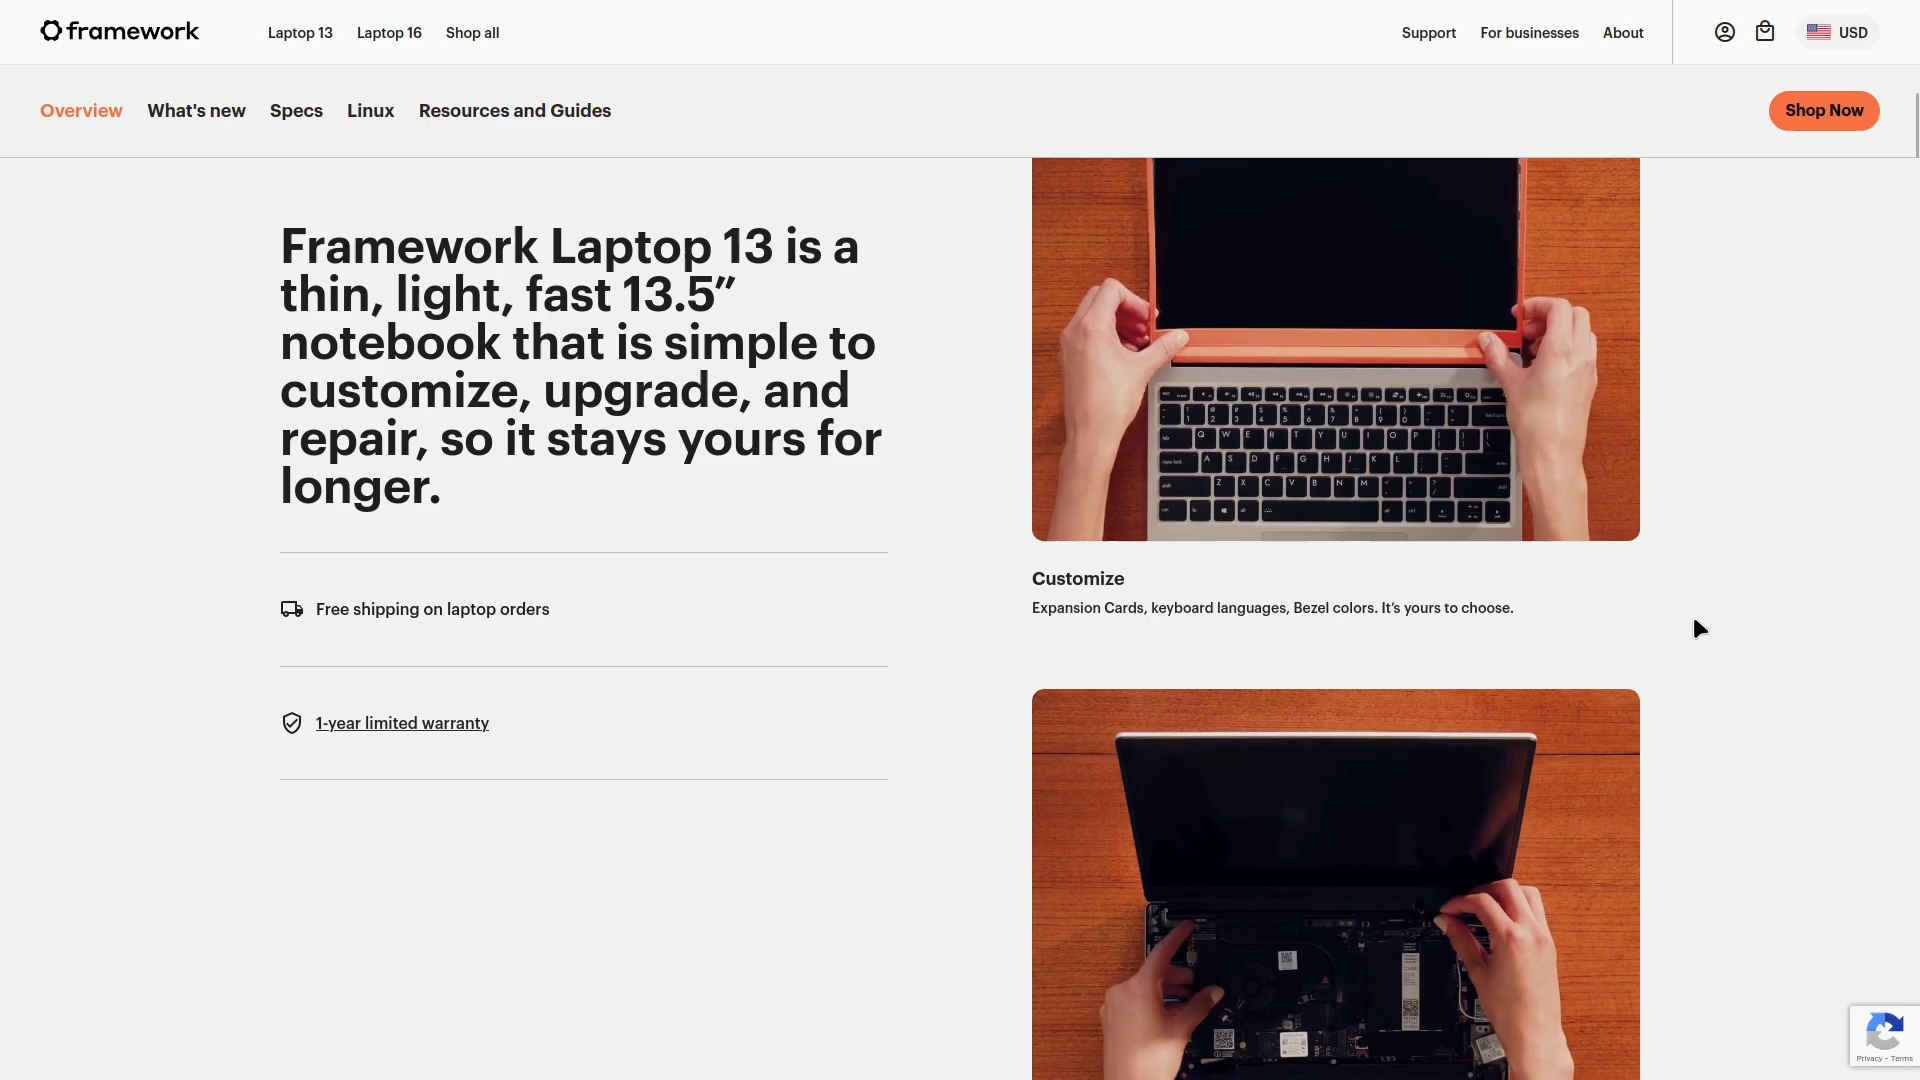 framework
Laptop 13
Laptop 16
Shop all
Support
For businesses
About
USD
Overview
What's new
Specs
Linux
Resources and Guides
Shop Now
Framework Laptop 13 is a
thin, light, fast 13.5”
notebook that is simple to
customize, upgrade, and
repair, so it stays yours for
longer.
Free shipping on laptop orders
1-year limited warranty
Q W E R T Y U I O P
caps lock A S D F G H J K L
Z X C V B N M
Customize
Expansion Cards, keyboard languages, Bezel colors. It’s yours to choose.
Privacy - Terms